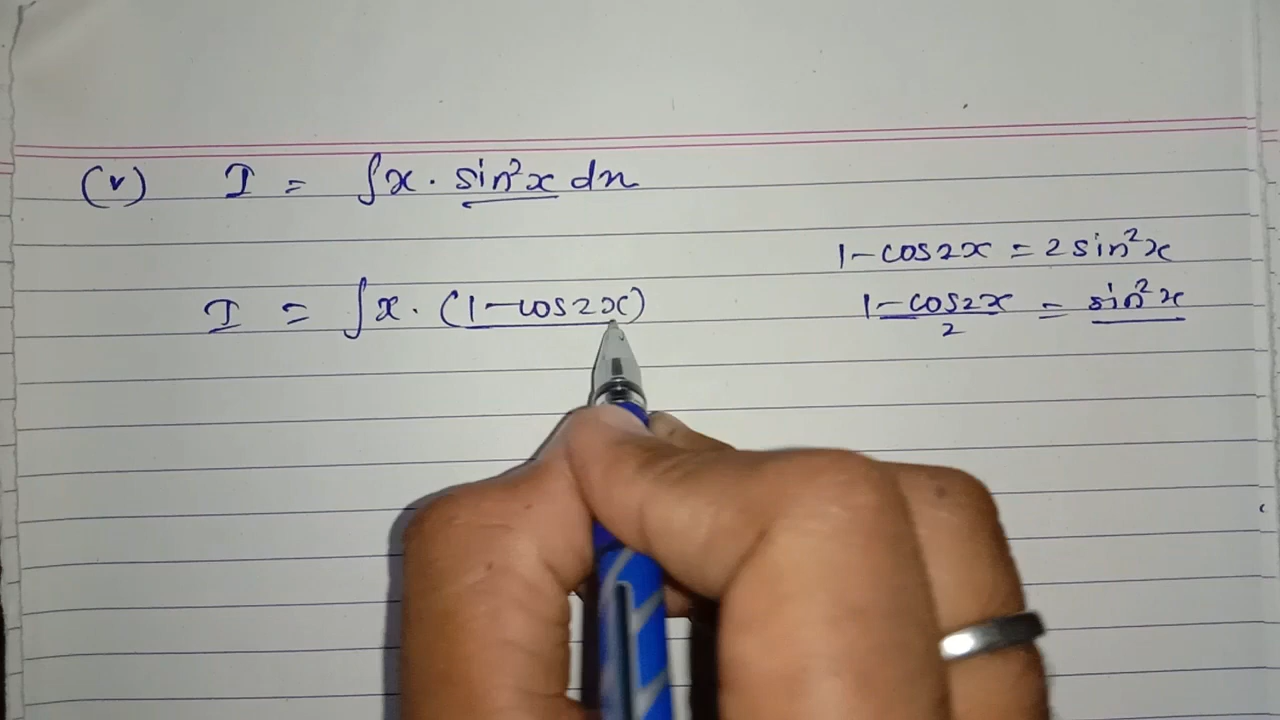 (v) I = ∫x. sin²x dx
1-cos2x = 2sin²x
I = ∫x. (1-cos2x)
1-cos2x/2 = sin²x